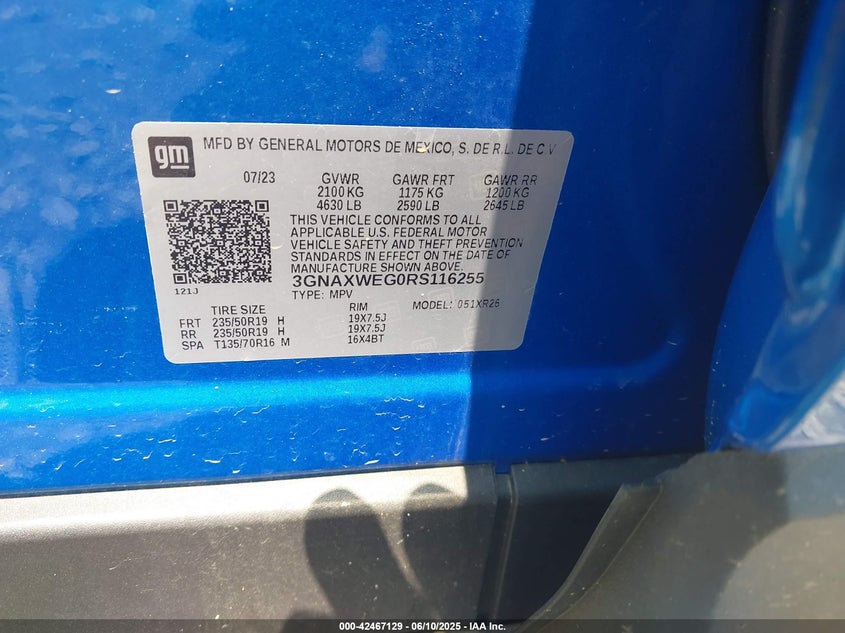 gm
MFD BY GENERAL MOTORS DE MEXICO, S. DE R.L. DE C.V
07/23 GVWR GAWR FRT GAWR RR
2100 KG 1175 KG 1200 KG
4630 LB 2590 LB 2645 LB
THIS VEHICLE CONFORMS TO ALL
APPLICABLE U.S. FEDERAL MOTOR
VEHICLE SAFETY AND THEFT PREVENTION
STANDARDS IN EFFECT ON THE DATE OF
MANUFACTURE SHOWN ABOVE.
121J 3GNAXWEG0RS116255
TYPE: MPV MODEL: 051XR26
TIRE SIZE RIM
FRT 235/50R19 H 19X7.5J
RR 235/50R19 H 19X7.5J
SPA T135/70R16 M 16X4BT
000-42467129 - 06/10/2025 - IAA Inc.